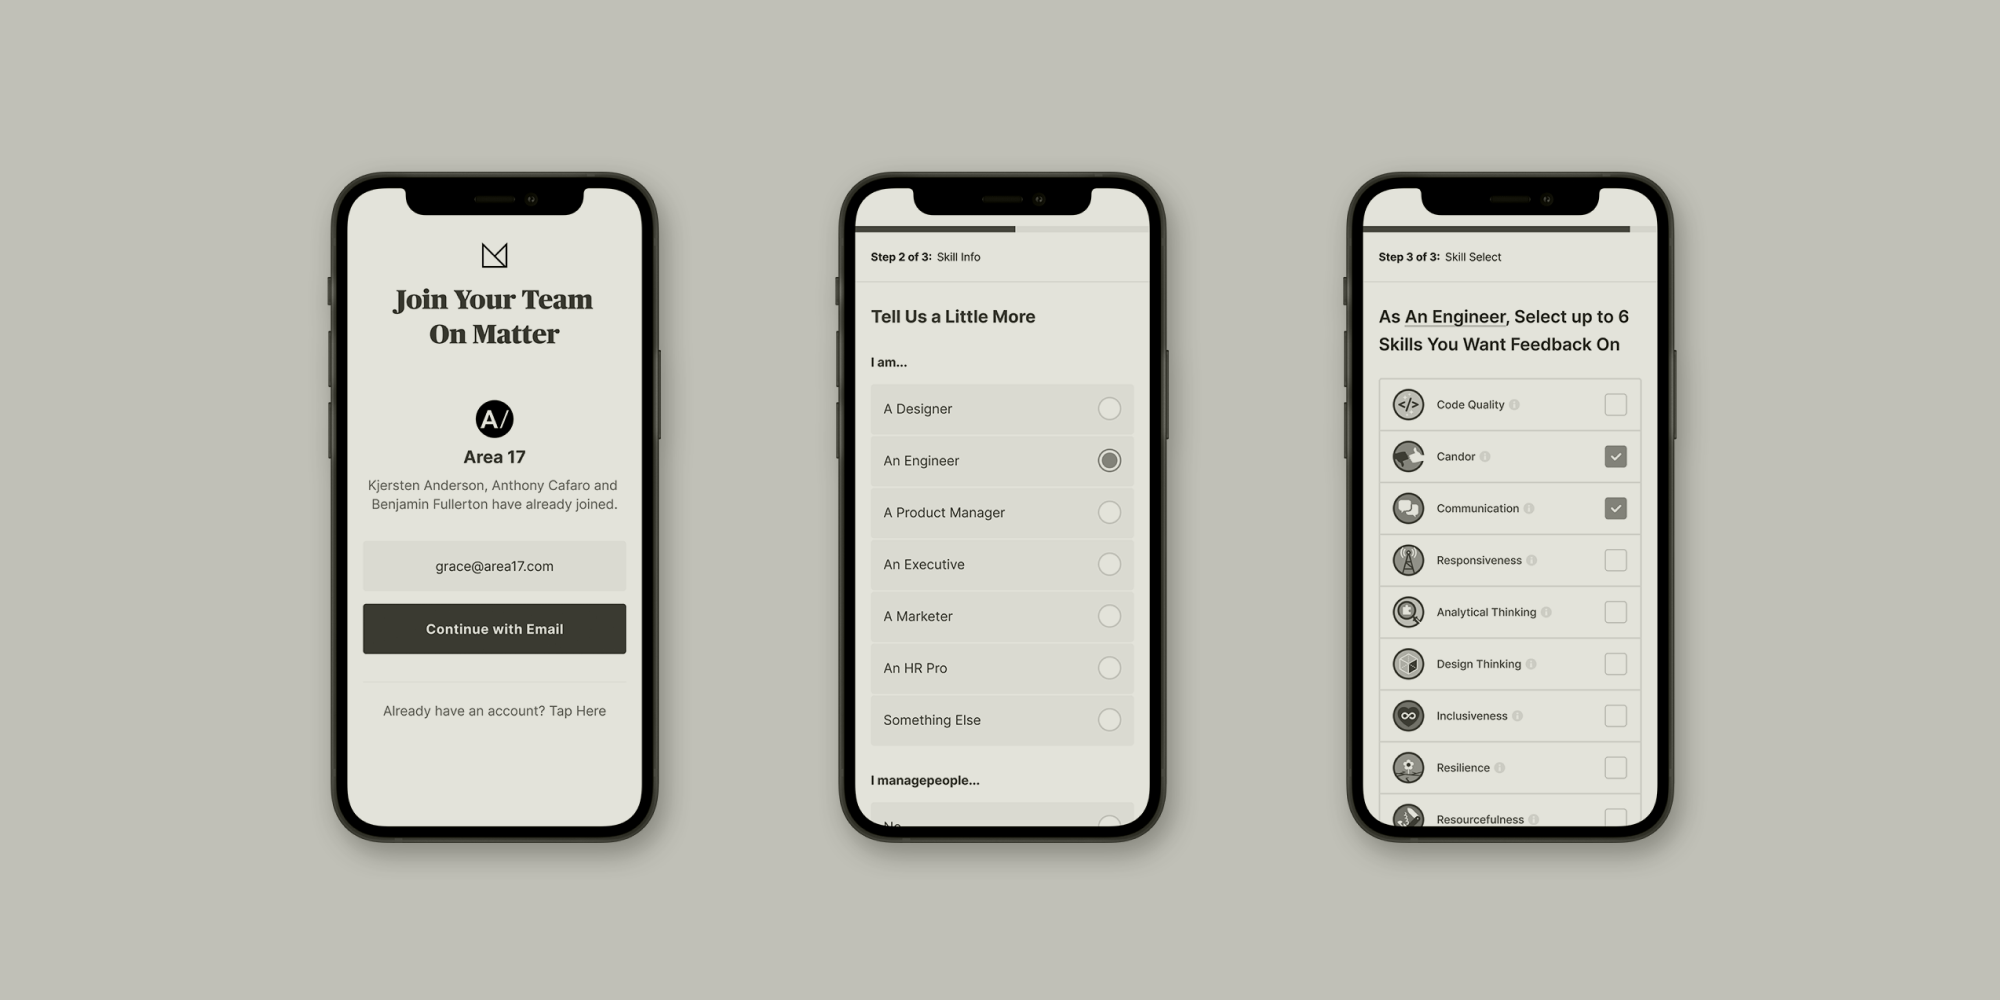 Join Your Team
On Matter
A/
Area 17
Kjersten Anderson, Anthony Cafaro and
Benjamin Fullerton have already joined.
grace@area17.com
Continue with Email
Already have an account? Tap Here
Step 2 of 3: Skill Info
Tell Us a Little More
I am...
A Designer
An Engineer
A Product Manager
An Executive
A Marketer
An HR Pro
Something Else
I managepeople...
No
Step 3 of 3: Skill Select
As An Engineer, Select up to 6
Skills You Want Feedback On
</> Code Quality i
Candor i
Communication i
Responsiveness i
Analytical Thinking i
Design Thinking i
Inclusiveness i
Resilience i
Resourcefulness i